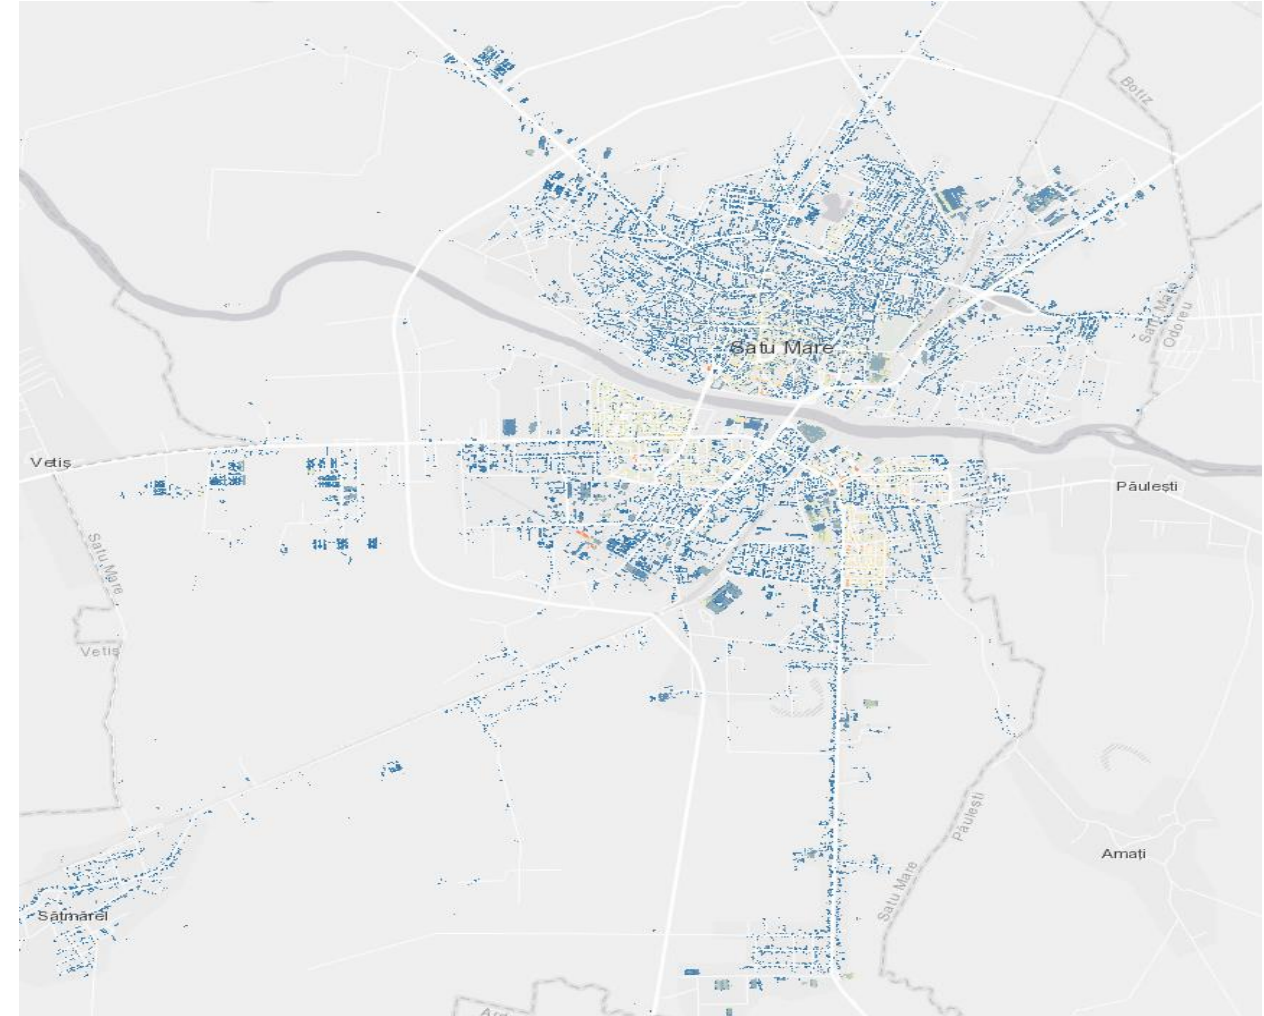 Botiz
Satu Mare
Satu Mare
Odoreu
Vetiș
Păulești
Satu Mare
Vetiș
Păulești
Amați
Satu Mare
Sătmărel